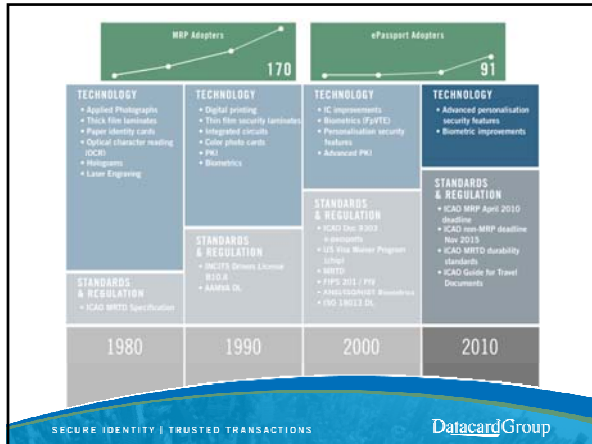 MRP Adopters
170
ePassport Adopters
91
TECHNOLOGY
• Applied Photographs
• Thick film laminates
• Paper identity cards
• Optical character reading
(OCR)
• Holograms
• Laser Engraving
STANDARDS
& REGULATION
• ICAO MRTD Specification
1980
TECHNOLOGY
• Digital printing
• Thin film security laminates
• Integrated circuits
• Color photo cards
• PKI
• Biometrics
STANDARDS
& REGULATION
• INCITS Drivers License
B10.8
• AAMVA DL
1990
TECHNOLOGY
• IC improvements
• Biometrics (FpVTE)
• Personalisation security
features
• Advanced PKI
STANDARDS
& REGULATION
• ICAO Doc 9303
e-passports
• US Visa Waiver Program
(chip)
• MRTD
• FIPS 201 / PIV
Biometrics
• ISO 18013 DL
2000
TECHNOLOGY
• Advanced personalisation
security features
• Biometric improvements
STANDARDS
& REGULATION
• ICAO MRP April 2010
deadline
• ICAO non-MRP deadline
Nov 2015
• ICAO MRTD durability
standards
• ICAO Guide for Travel
Documents
2010
SECURE IDENTITY | TRUSTED TRANSACTIONS
DatacardGroup